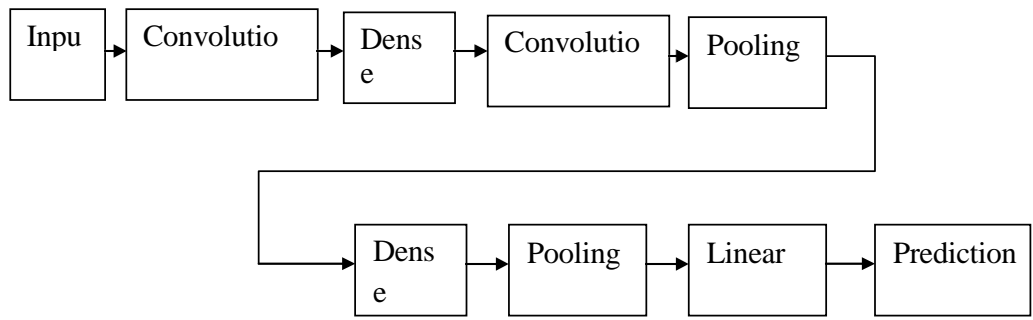 Inpu
Convolutio
Dens
e
Convolutio
Pooling
Dens
e
Pooling
Linear
Prediction